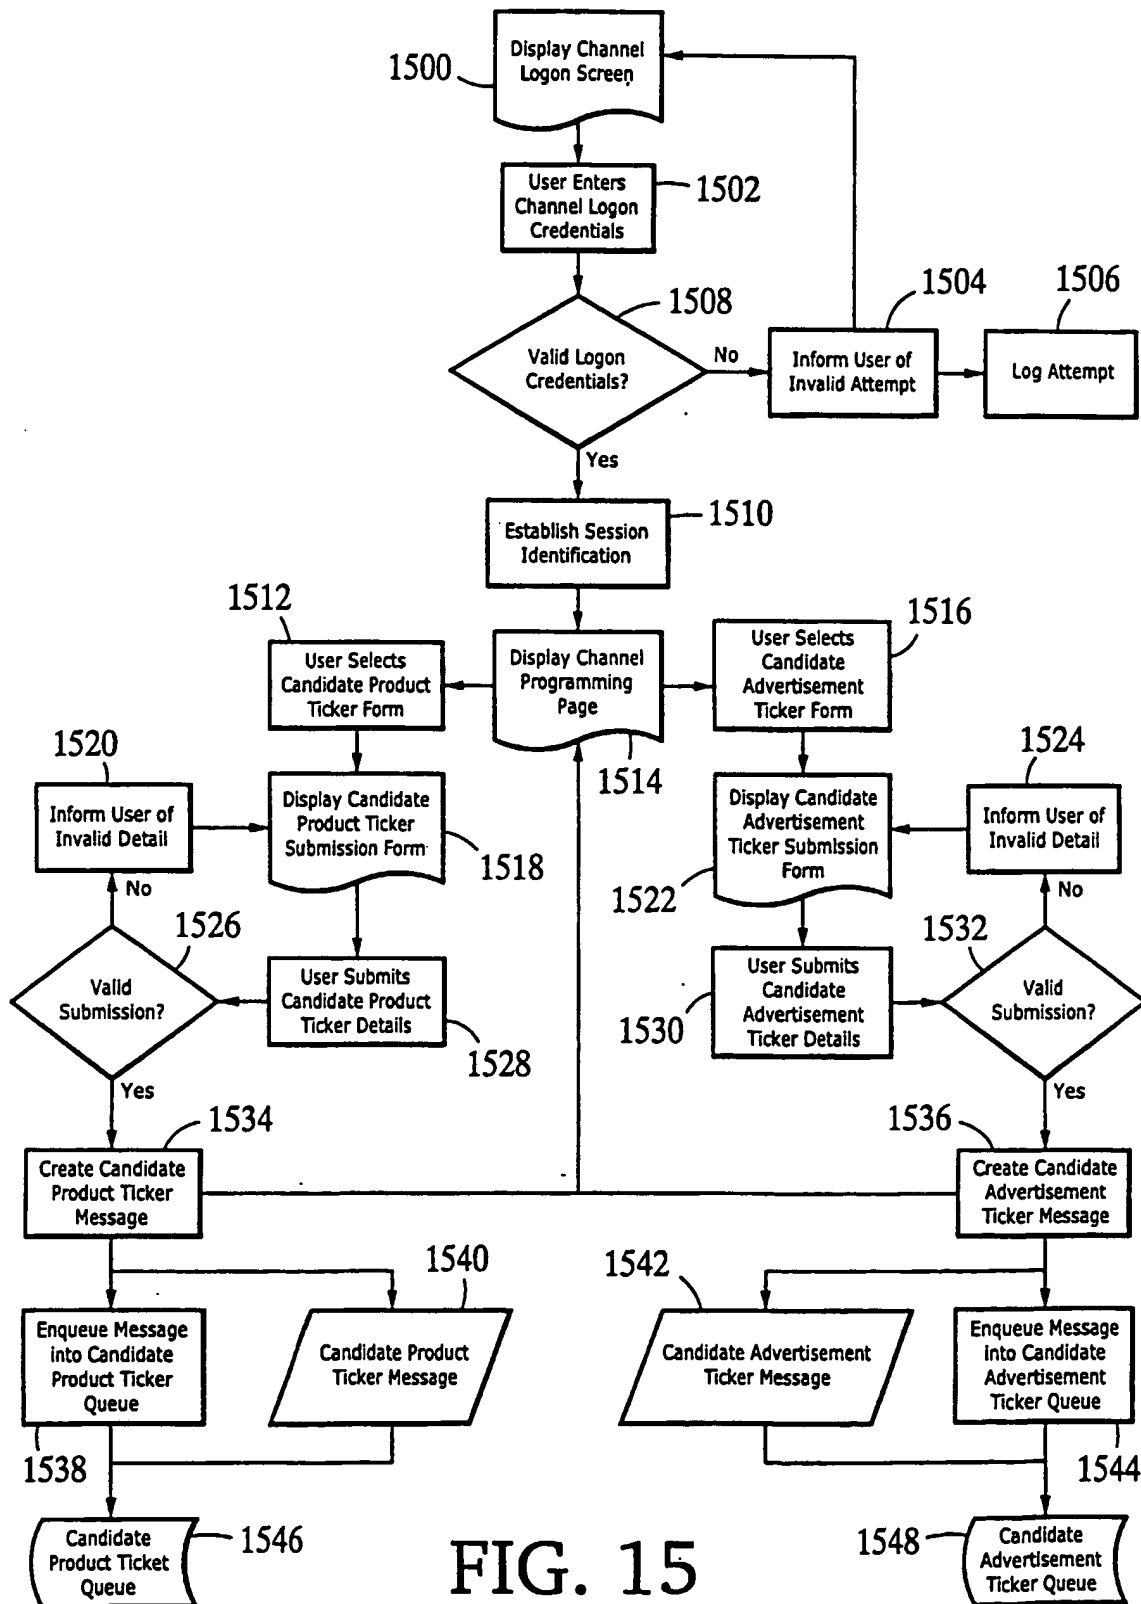 Display Channel
Logon Screen
1500
User Enters
Channel Logon
Credentials
1502
1504
1506
1508
Valid Logon
Credentials?
No
Inform User of
Invalid Attempt
Log Attempt
Yes
Establish Session
Identification
1510
1512
1516
User Selects
Candidate Product
Ticker Form
Display Channel
Programming
Page
User Selects
Candidate
Advertisement
Ticker Form
1514
1520
1524
Inform User of
Invalid Detail
Display Candidate
Product Ticker
Submission Form
1518
Display Candidate
Advertisement
Ticker Submission
Form
1522
Inform User of
Invalid Detail
No
No
1526
1532
Valid
Submission?
User Submits
Candidate Product
Ticker Details
1528
User Submits
Candidate
Advertisement
Ticker Details
1530
Valid
Submission?
Yes
Yes
1534
1536
Create Candidate
Product Ticker
Message
Create Candidate
Advertisement
Ticker Message
1540
1542
Enqueue Message
into Candidate
Product Ticker
Queue
Candidate Product
Ticker Message
Candidate Advertisement
Ticker Message
Enqueue Message
into Candidate
Advertisement
Ticker Queue
1538
1544
Candidate
Product Ticket
Queue
1546
FIG. 15
1548
Candidate
Advertisement
Ticker Queue